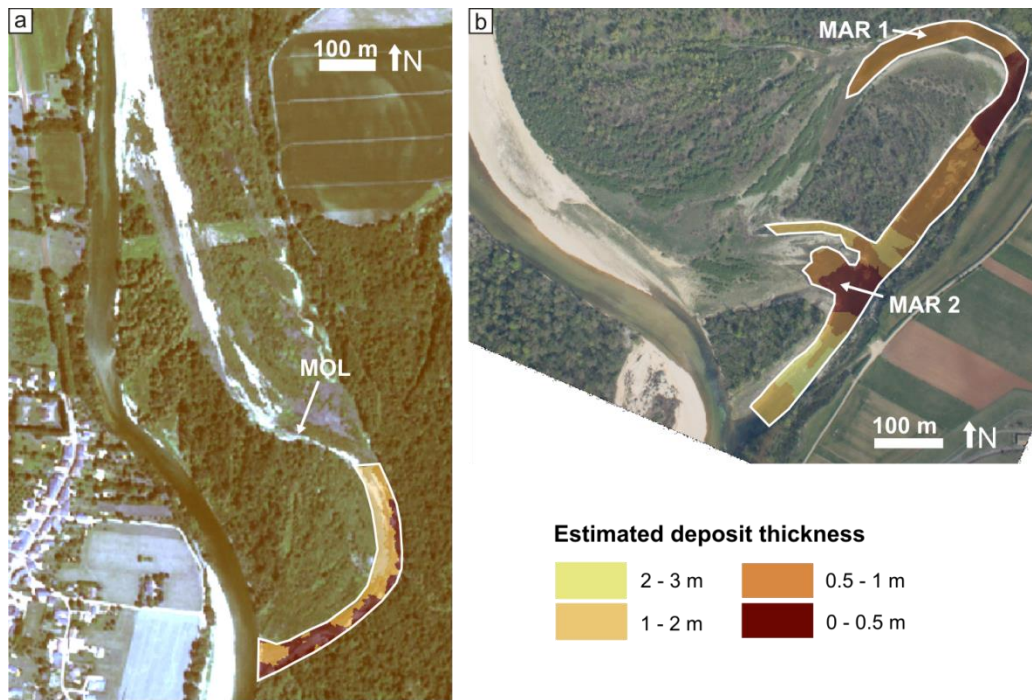 a
100 m
N
MOL
b
MAR 1
MAR 2
100 m
N
Estimated deposit thickness
2 - 3 m
0.5 - 1 m
1 - 2 m
0 - 0.5 m